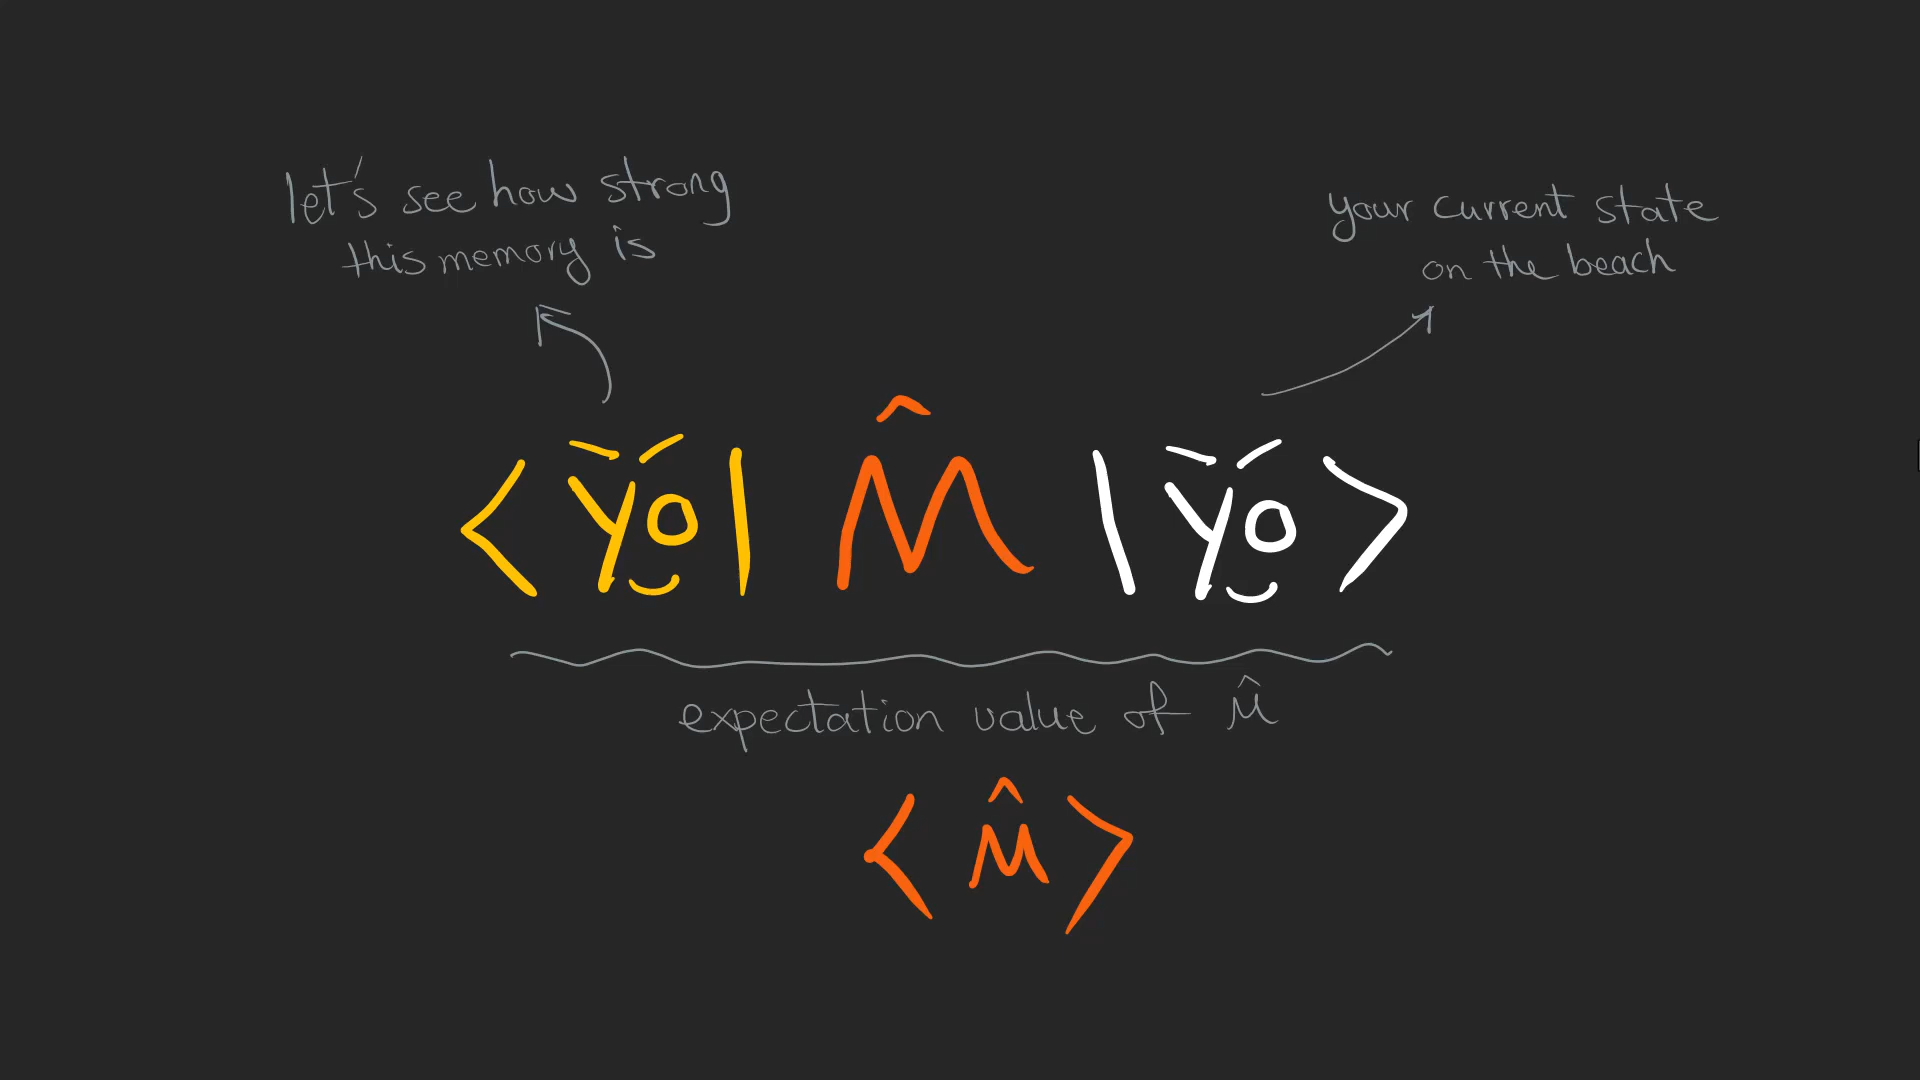 let's see how strong
this memory is
your current state
on the beach
<yo| M̂ |yo>
expectation value of M̂
<M̂>